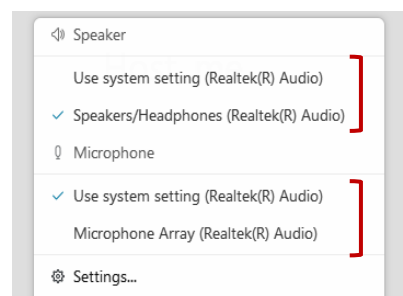 Speaker
Use system setting (Realtek(R) Audio)
Speakers/Headphones (Realtek(R) Audio)
Microphone
Use system setting (Realtek(R) Audio)
Microphone Array (Realtek(R) Audio)
Settings...